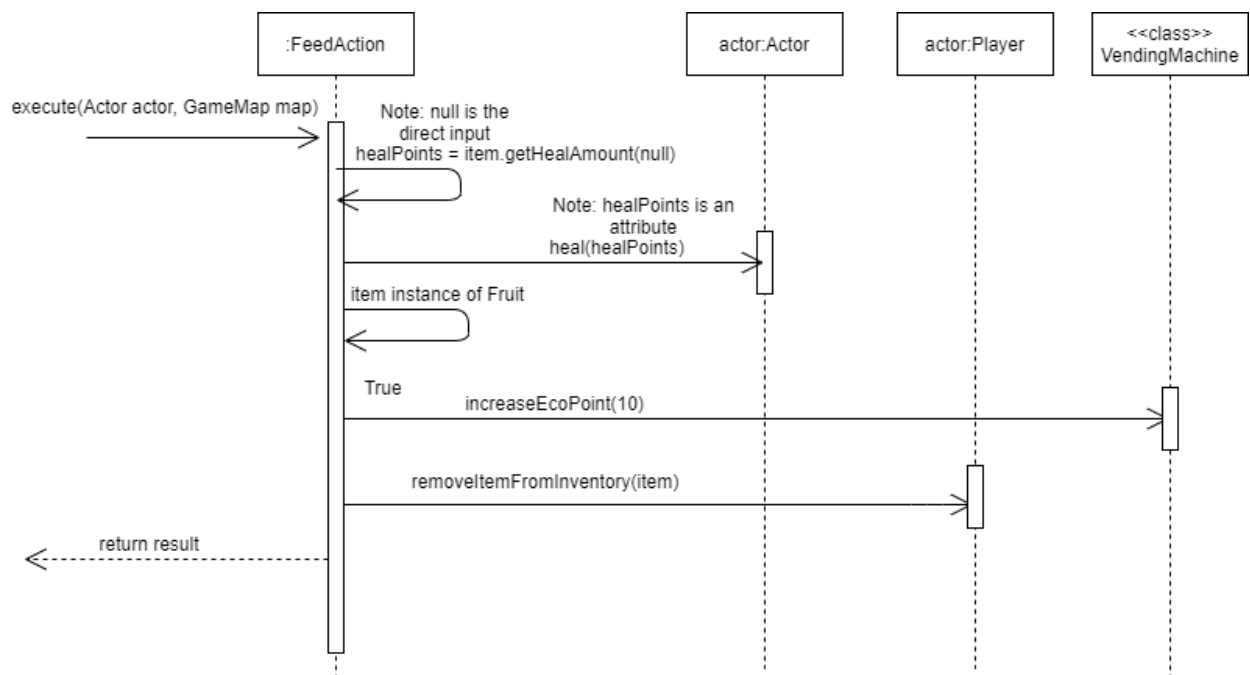 :FeedAction
actor:Actor
actor:Player
<<class>>
VendingMachine
execute(Actor actor, GameMap map)
Note: null is the
direct input
healPoints = item.getHealAmount(null)
Note: healPoints is an
attribute
heal(healPoints)
item instance of Fruit
True
increaseEcoPoint(10)
removeItemFromInventory(item)
return result